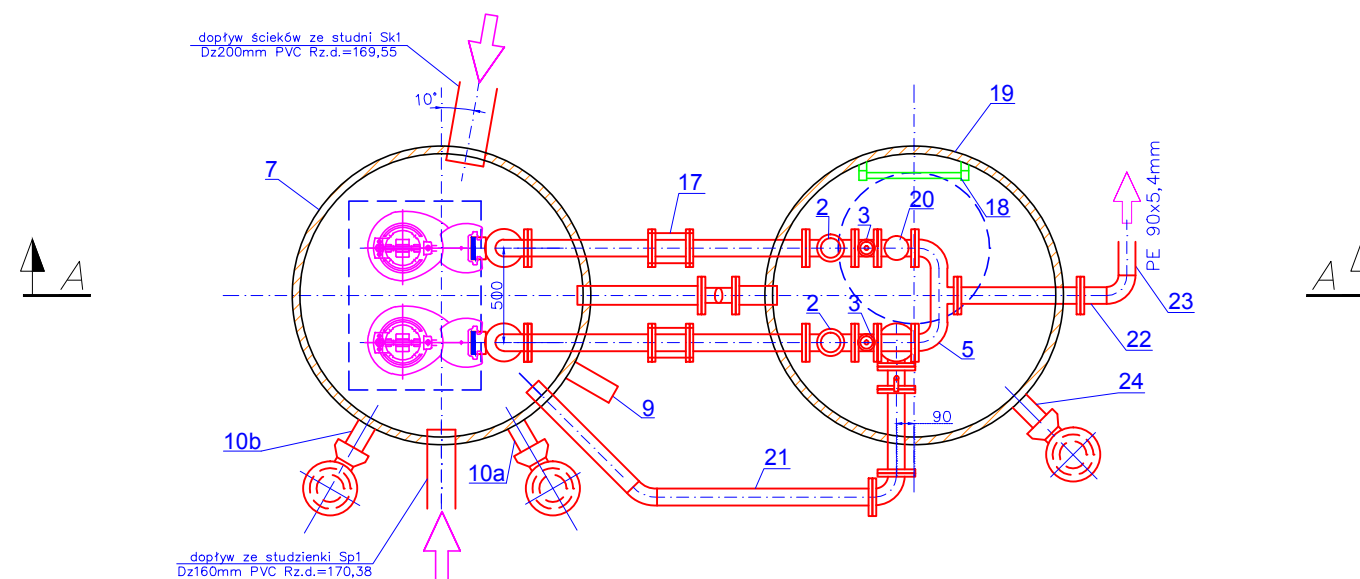 dopływ ścieków ze studni Sk1
Dz200mm PVC Rz.d.=169,55
10°
19
7
17
2
3
20
18
PE 90x5,4mm
A
A
500
23
2
3
5
22
24
9
10b
10a
90
21
dopływ ze studzienki Sp1
Dz160mm PVC Rz.d.=170,38